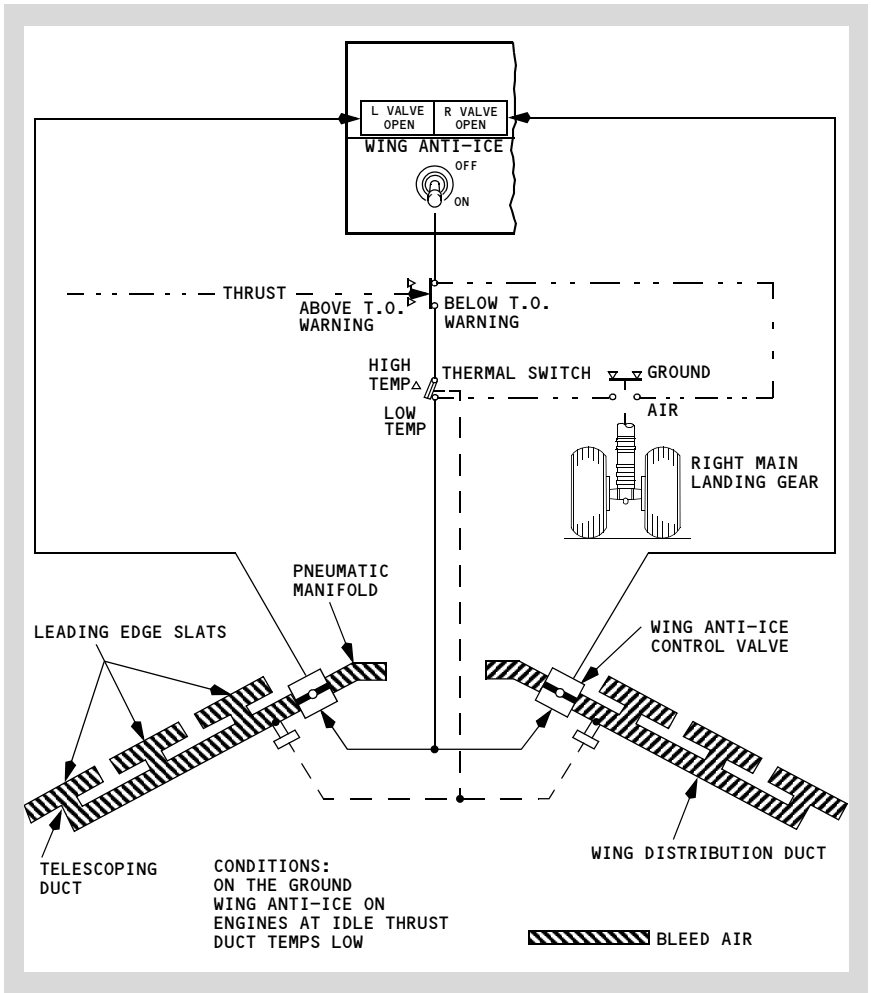 L VALVE
OPEN
R VALVE
OPEN
WING ANTI-ICE
OFF
ON
THRUST
ABOVE T.O.
WARNING
BELOW T.O.
WARNING
HIGH
TEMP
THERMAL SWITCH
GROUND
LOW
TEMP
AIR
RIGHT MAIN
LANDING GEAR
PNEUMATIC
MANIFOLD
LEADING EDGE SLATS
WING ANTI-ICE
CONTROL VALVE
TELESCOPING
DUCT
WING DISTRIBUTION DUCT
CONDITIONS:
ON THE GROUND
WING ANTI-ICE ON
ENGINES AT IDLE THRUST
DUCT TEMPS LOW
BLEED AIR